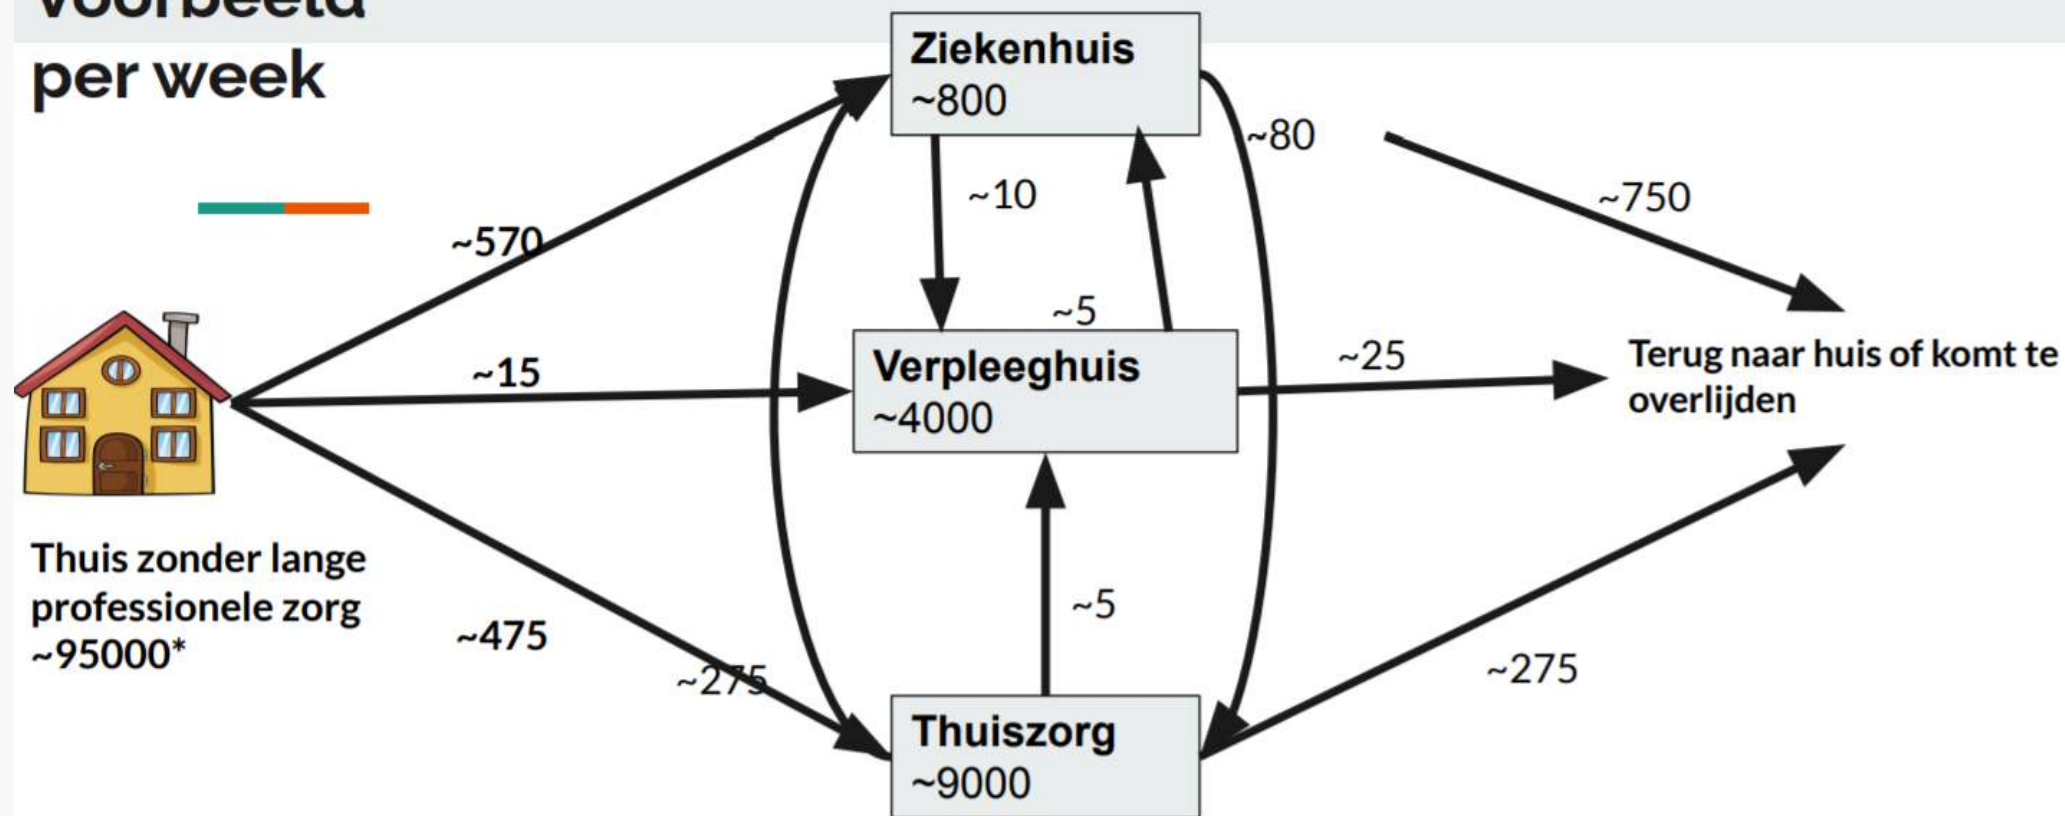 Voorbeeld
per week
Ziekenhuis
~800
~80
~10
~750
~570
~5
~15
Verpleeghuis
~4000
~25
Terug naar huis of komt te
overlijden
Thuis zonder lange
professionele zorg
~95000*
~475
~275
~5
~275
Thuiszorg
~9000